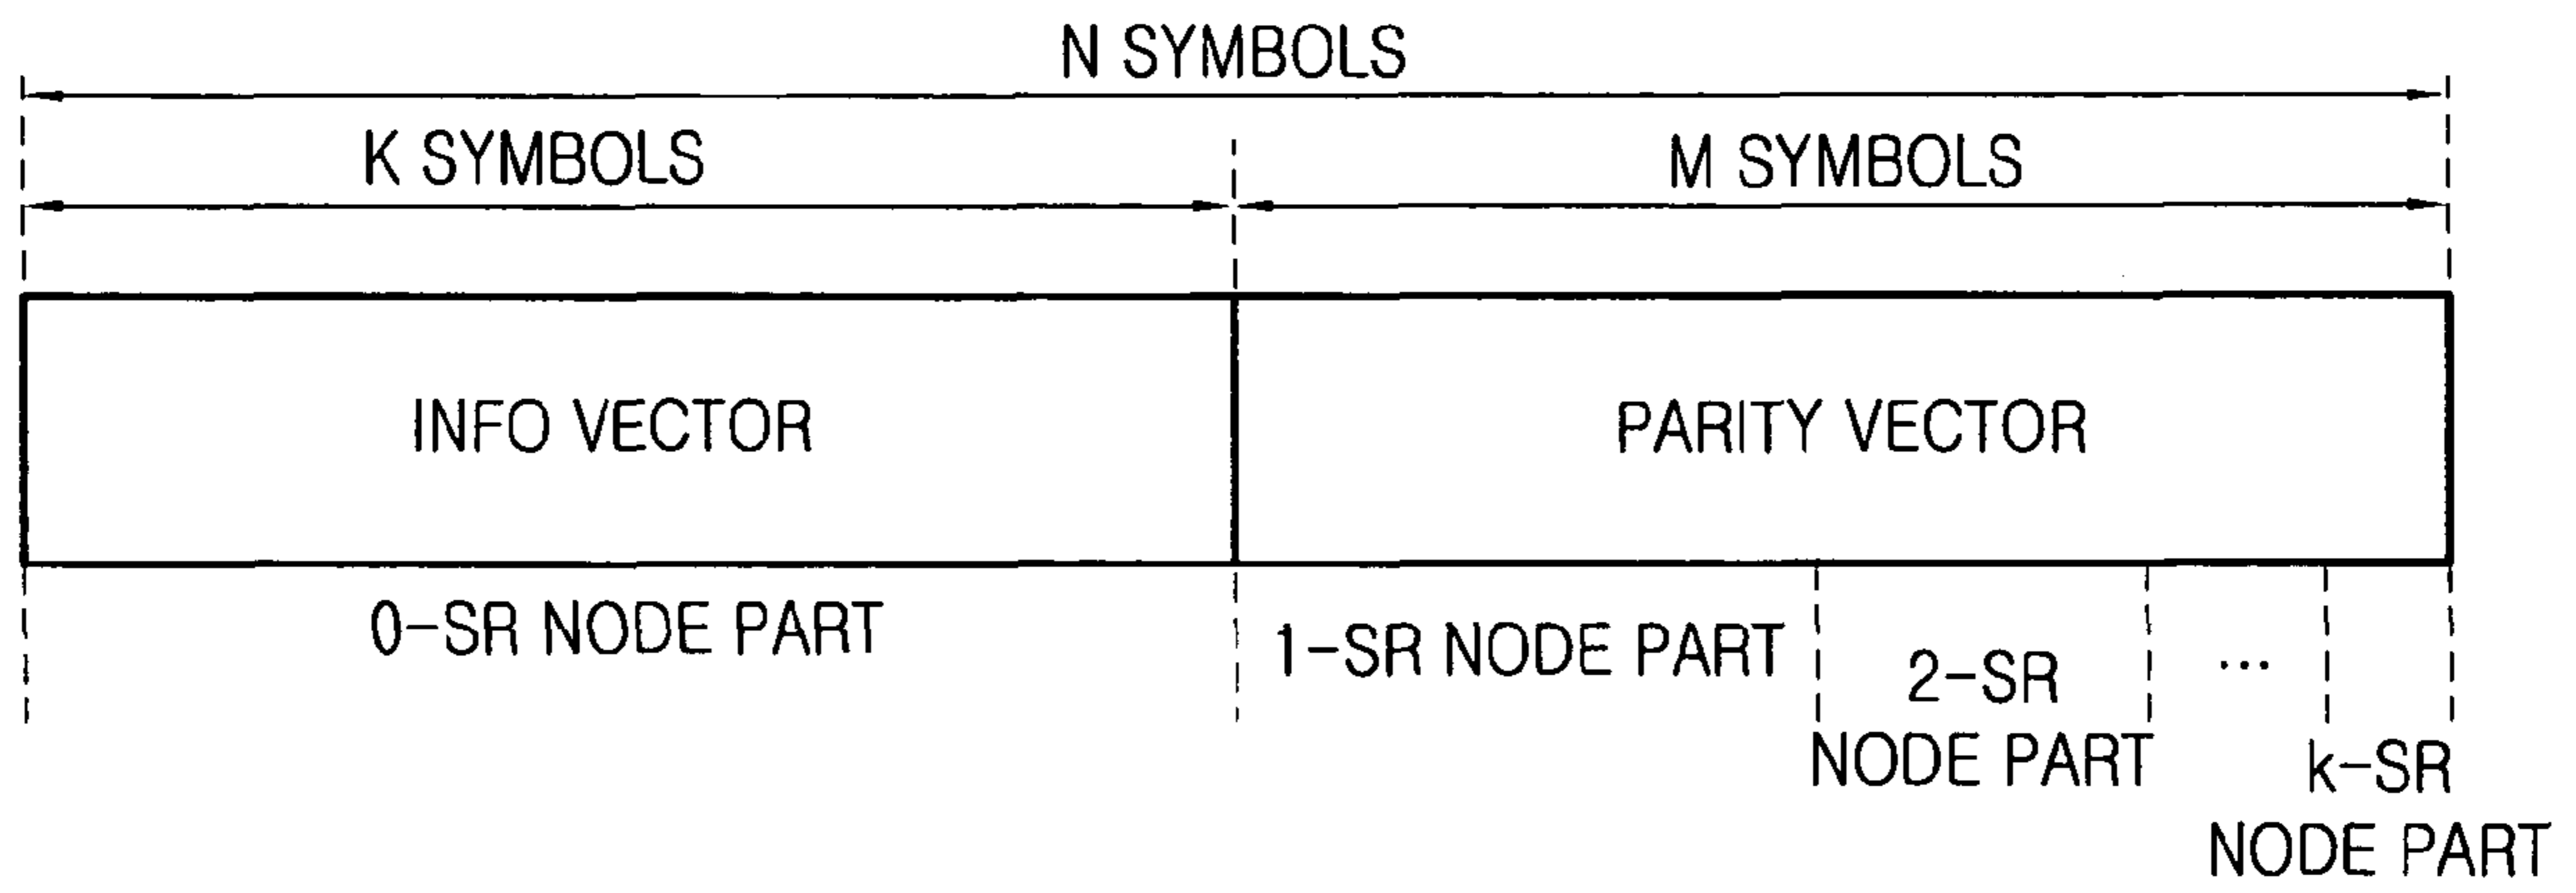 N SYMBOLS
K SYMBOLS
M SYMBOLS
INFO VECTOR
PARITY VECTOR
0-SR NODE PART
1-SR NODE PART
2-SR
NODE PART
...
k-SR
NODE PART